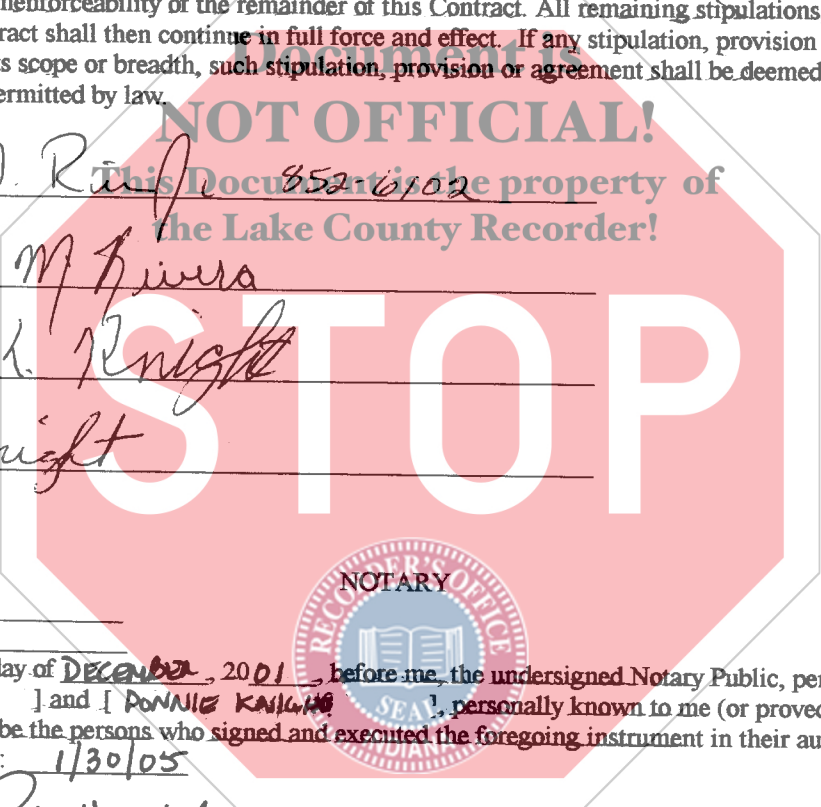 nenforceability of the remainder of this Contract. All remaining stipulations
ract shall then continue in full force and effect. If any stipulation, provision
s scope or breadth, such stipulation, provision or agreement shall be deemed
ermitted by law.
Document is
NOT OFFICIAL!
This Document is the property of
the Lake County Recorder!
852-6102
M Rivera
L. Knight
night
STOP
NOTARY
RECORDER'S OFFICE
SEAL
INDIANA
day of DECEMBER, 2001, before me, the undersigned Notary Public, per
] and [ DONNIE KNIGHT ], personally known to me (or proved
be the persons who signed and executed the foregoing instrument in their au
: 1/30/05